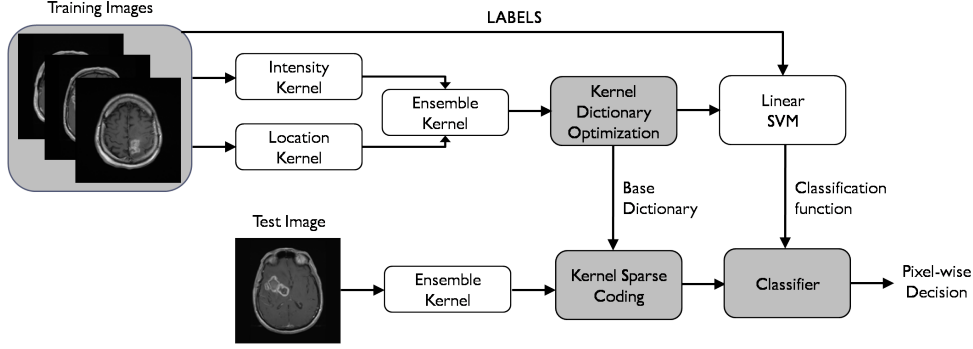 Training Images
LABELS
Intensity
Kernel
Location
Kernel
Ensemble
Kernel
Kernel
Dictionary
Optimization
Linear
SVM
Base
Dictionary
Classification
function
Test Image
Ensemble
Kernel
Kernel Sparse
Coding
Classifier
Pixel-wise
Decision